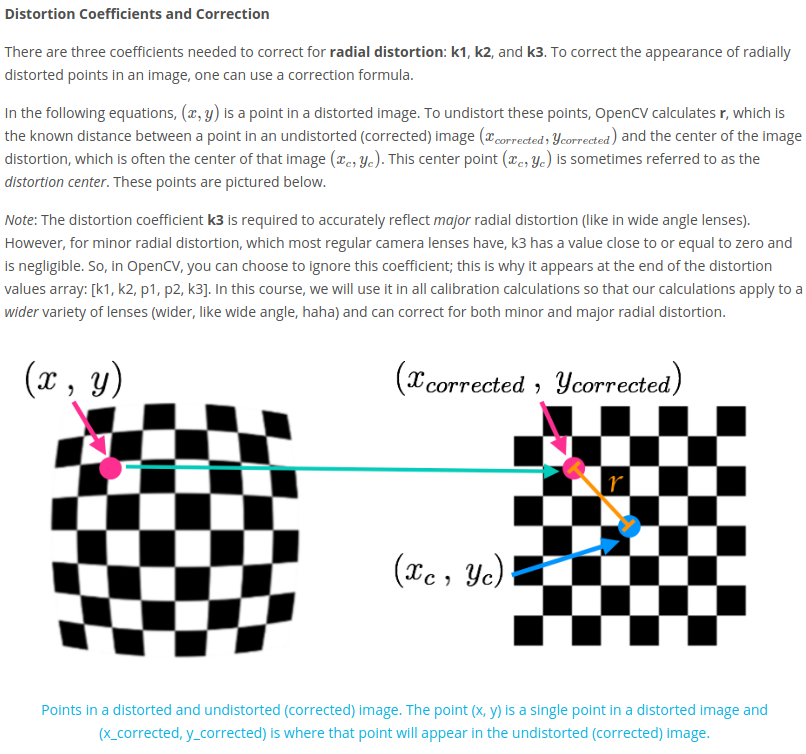 Distortion Coefficients and Correction
There are three coefficients needed to correct for radial distortion: k1, k2, and k3. To correct the appearance of radially
distorted points in an image, one can use a correction formula.
In the following equations, (x, y) is a point in a distorted image. To undistort these points, OpenCV calculates r, which is
the known distance between a point in an undistorted (corrected) image (x_corrected, y_corrected) and the center of the image
distortion, which is often the center of that image (x_c, y_c). This center point (x_c, y_c) is sometimes referred to as the
distortion center. These points are pictured below.
Note: The distortion coefficient k3 is required to accurately reflect major radial distortion (like in wide angle lenses).
However, for minor radial distortion, which most regular camera lenses have, k3 has a value close to or equal to zero and
is negligible. So, in OpenCV, you can choose to ignore this coefficient; this is why it appears at the end of the distortion
values array: [k1, k2, p1, p2, k3]. In this course, we will use it in all calibration calculations so that our calculations apply to a
wider variety of lenses (wider, like wide angle, haha) and can correct for both minor and major radial distortion.
(x , y)
(x_corrected , y_corrected)
r
(x_c , y_c)
Points in a distorted and undistorted (corrected) image. The point (x, y) is a single point in a distorted image and
(x_corrected, y_corrected) is where that point will appear in the undistorted (corrected) image.